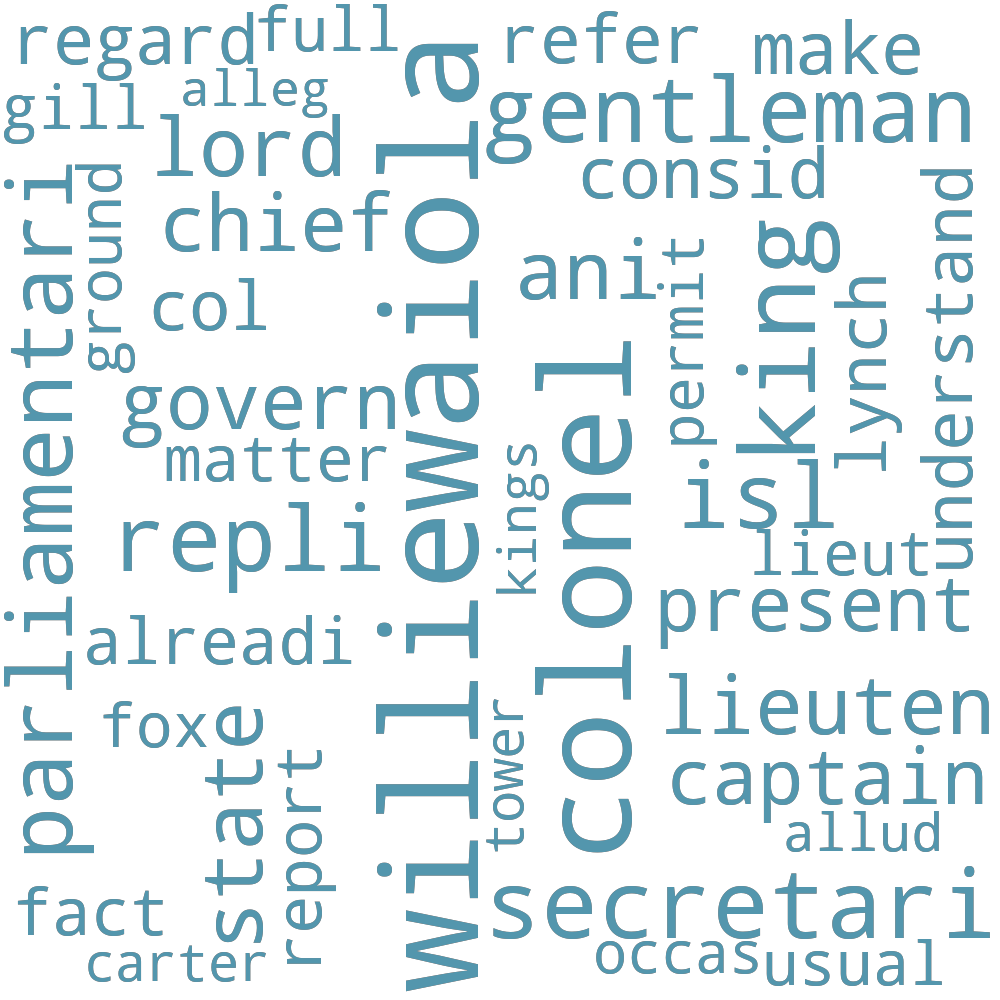 regard
full
refer
make
gill
alleg
gentleman
lord
consid
chief
ground
parliamentari
williewaiola
ani
king
understand
permit
lynch
col
govern
colonel
matter
kings
isl
repli
lieut
present
alreadi
lieuten
foxe
state
tower
report
captain
allud
secretari
fact
occas
usual
carter